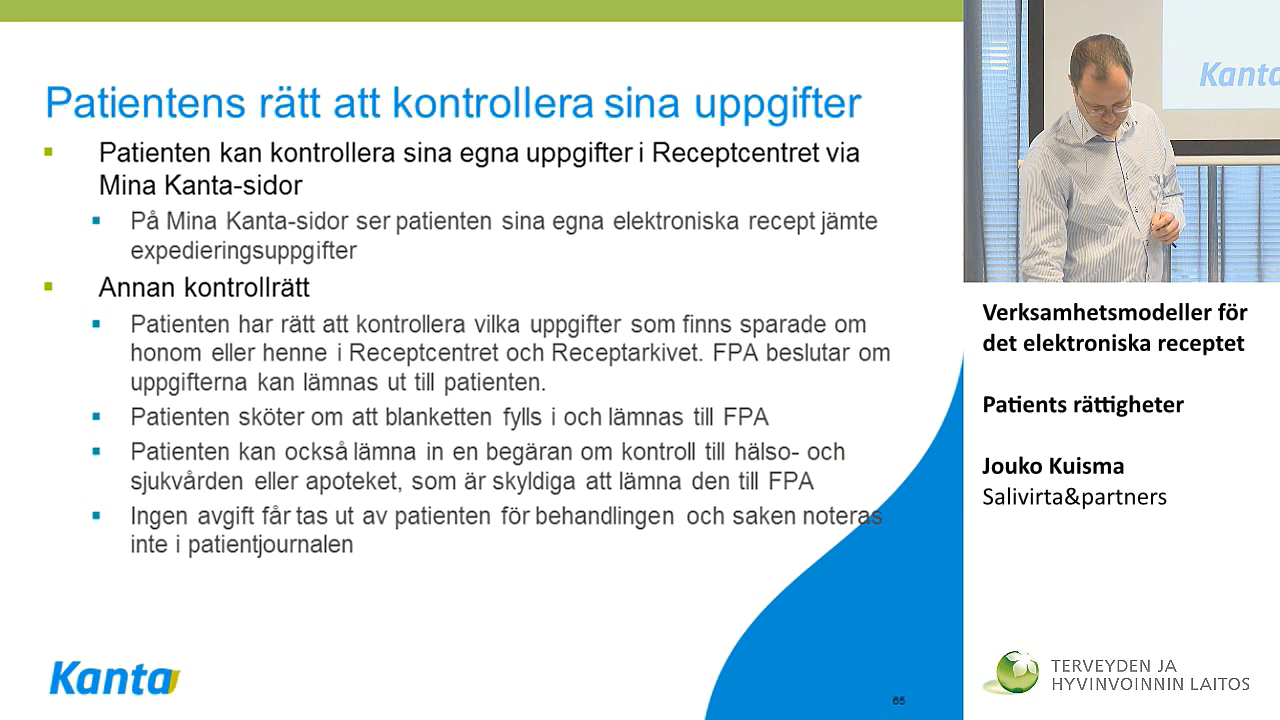 Patientens rätt att kontrollera sina uppgifter
Patienten kan kontrollera sina egna uppgifter i Receptcentret via
Mina Kanta-sidor
På Mina Kanta-sidor ser patienten sina egna elektroniska recept jämte
expedieringsuppgifter
Annan kontrollrätt
Patienten har rätt att kontrollera vilka uppgifter som finns sparade om
honom eller henne i Receptcentret och Receptarkivet. FPA beslutar om
uppgifterna kan lämnas ut till patienten.
Patienten sköter om att blanketten fylls i och lämnas till FPA
Patienten kan också lämna in en begäran om kontroll till hälso- och
sjukvården eller apoteket, som är skyldiga att lämna den till FPA
Ingen avgift får tas ut av patienten för behandlingen och saken noteras
inte i patientjournalen
Kanta
65
Kanta
Verksamhetsmodeller för
det elektroniska receptet
Patients rättigheter
Jouko Kuisma
Salivirta&partners
TERVEYDEN JA
HYVINVOINNIN LAITOS